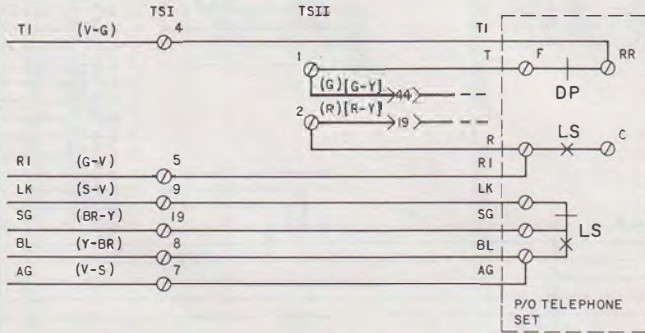 TSI TSII
TI (V-G) 4 TI
1 T F RR
(G)[G-Y] 44 DP
(R)[R-Y] 19
2 LS
R C
RI (G-V) 5 RI
LK (S-V) 9 LK
SG (BR-Y) 19 SG LS
BL (Y-BR) 8 BL
AG (V-S) 7 AG
P/O TELEPHONE
SET